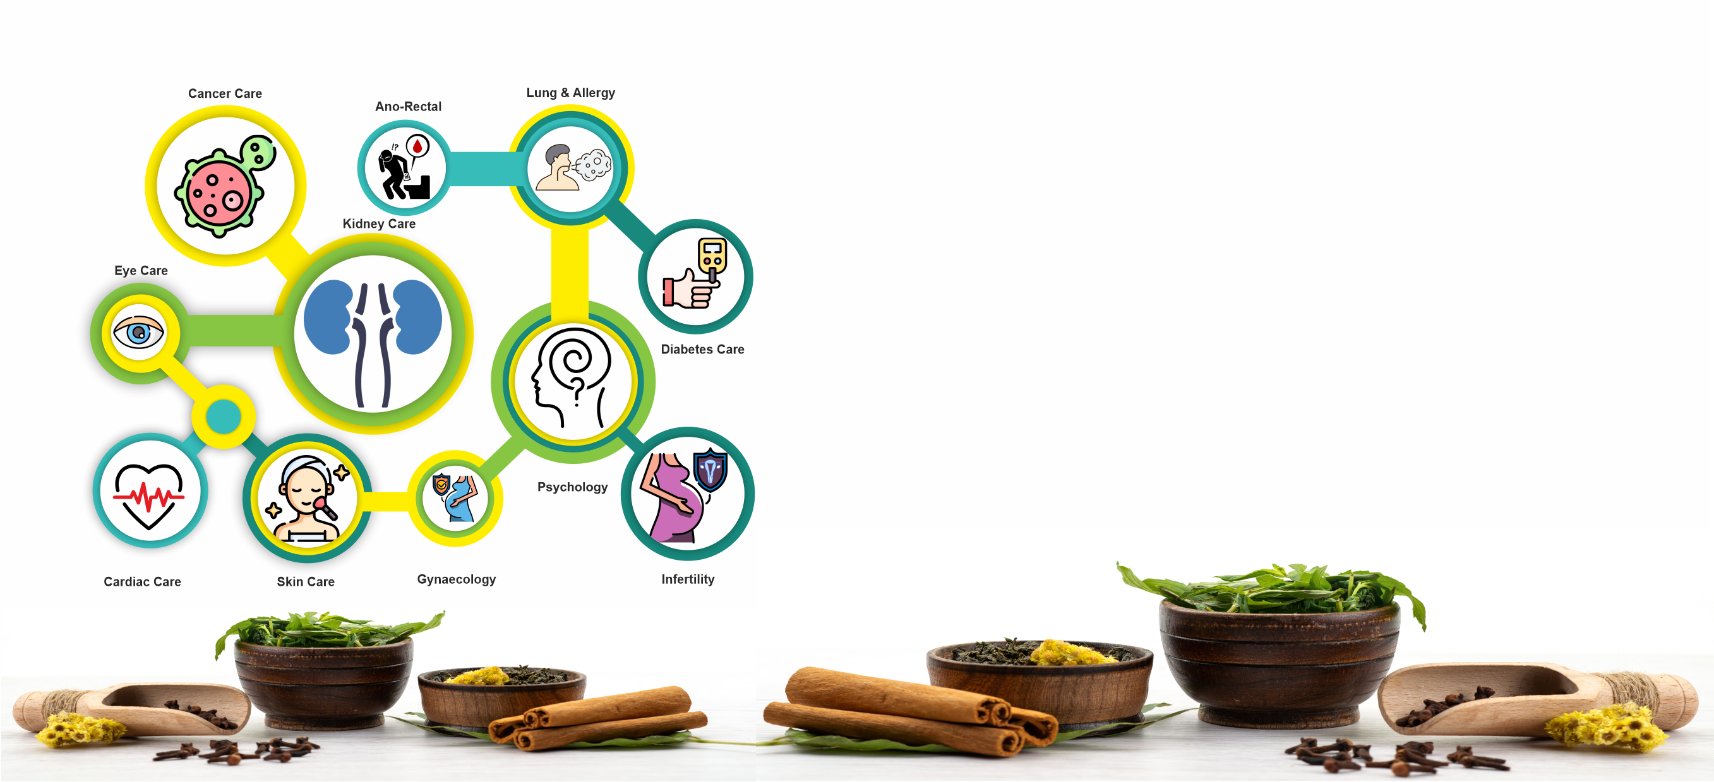 Cancer Care
Ano-Rectal
!?
Lung & Allergy
Kidney Care
Eye Care
Diabetes Care
?
Psychology
Cardiac Care
Skin Care
Gynaecology
Infertility